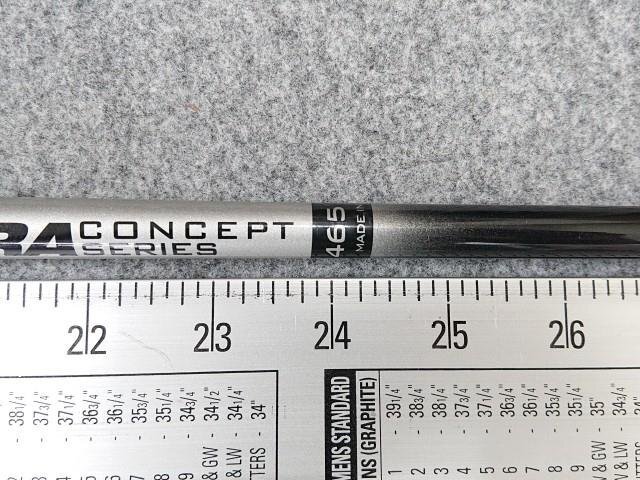 RA CONCEPT
SERIES
465
MADE IN
22 23 24 25 26
38 1/4"
37 3/4"
37 1/4"
36 3/4"
36 1/4"
35 3/4"
35 1/4"
34 3/4"
& GW - 34 1/2"
& LW - 34 1/4"
TTERS - 34"
MENS STANDARD
NS (GRAPHITE)
1 - 39 1/4"
2 - 38 3/4"
3 - 38 1/4"
4 - 37 3/4"
5 - 37 1/4"
6 - 36 3/4"
7 - 36 1/4"
8 - 35 3/4"
9 - 35 1/4"
& GW - 35"
& LW - 34 3/4"